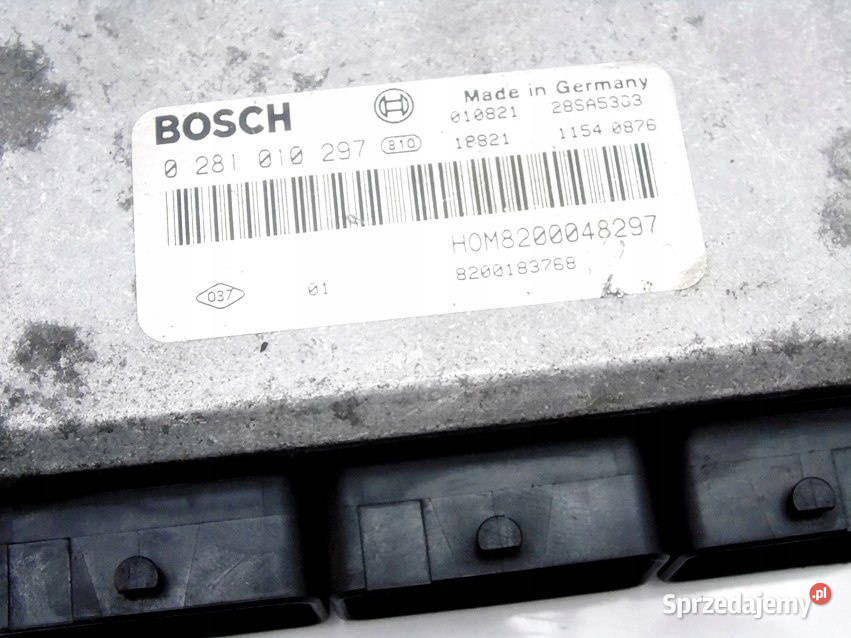 BOSCH
Made in Germany
010821 28SA5303
0 281 010 297 810 10821 1154 0876
HOM8200048297
037 01 8200183768
Sprzedajemy.pl